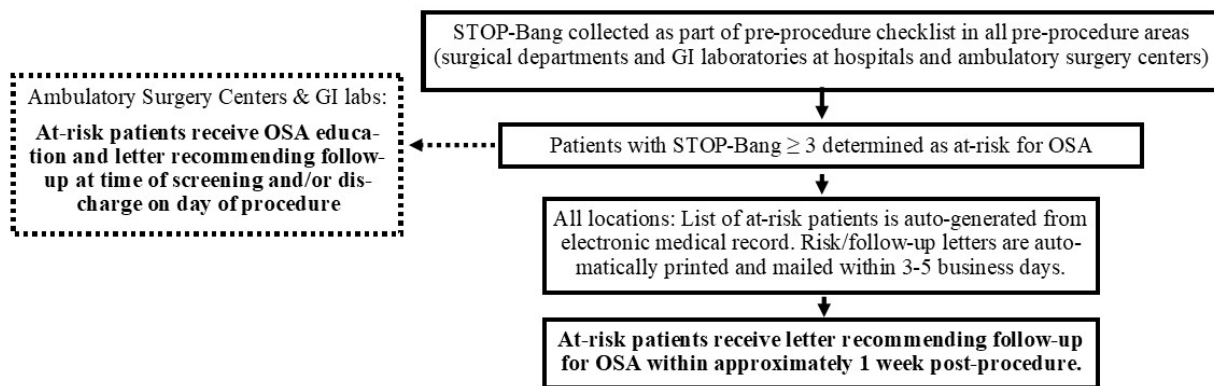 STOP-Bang collected as part of pre-procedure checklist in all pre-procedure areas
(surgical departments and GI laboratories at hospitals and ambulatory surgery centers)
Ambulatory Surgery Centers & GI labs:
At-risk patients receive OSA educa-
tion and letter recommending follow-
up at time of screening and/or dis-
charge on day of procedure
Patients with STOP-Bang ≥ 3 determined as at-risk for OSA
All locations: List of at-risk patients is auto-generated from
electronic medical record. Risk/follow-up letters are auto-
matically printed and mailed within 3-5 business days.
At-risk patients receive letter recommending follow-up
for OSA within approximately 1 week post-procedure.